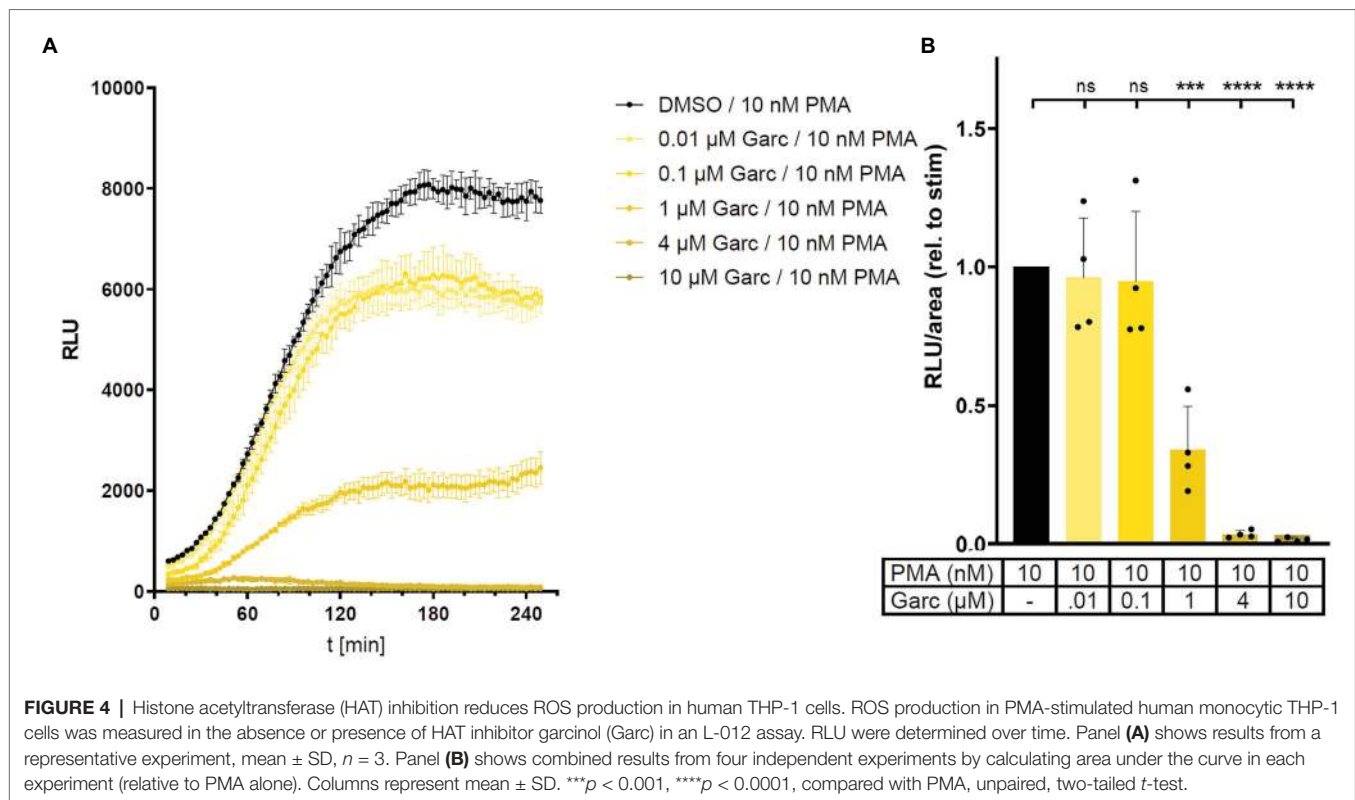 A
10000
8000
6000
4000
2000
0
RLU
0 60 120 180 240
t [min]
DMSO / 10 nM PMA
0.01 µM Garc / 10 nM PMA
0.1 µM Garc / 10 nM PMA
1 µM Garc / 10 nM PMA
4 µM Garc / 10 nM PMA
10 µM Garc / 10 nM PMA
B
ns ns *** **** ****
1.5
1.0
0.5
0.0
RLU/area (rel. to stim)
PMA (nM) 10 10 10 10 10 10
Garc (µM) - .01 0.1 1 4 10
FIGURE 4 | Histone acetyltransferase (HAT) inhibition reduces ROS production in human THP-1 cells. ROS production in PMA-stimulated human monocytic THP-1
cells was measured in the absence or presence of HAT inhibitor garcinol (Garc) in an L-012 assay. RLU were determined over time. Panel (A) shows results from a
representative experiment, mean ± SD, n = 3. Panel (B) shows combined results from four independent experiments by calculating area under the curve in each
experiment (relative to PMA alone). Columns represent mean ± SD. ***p < 0.001, ****p < 0.0001, compared with PMA, unpaired, two-tailed t-test.